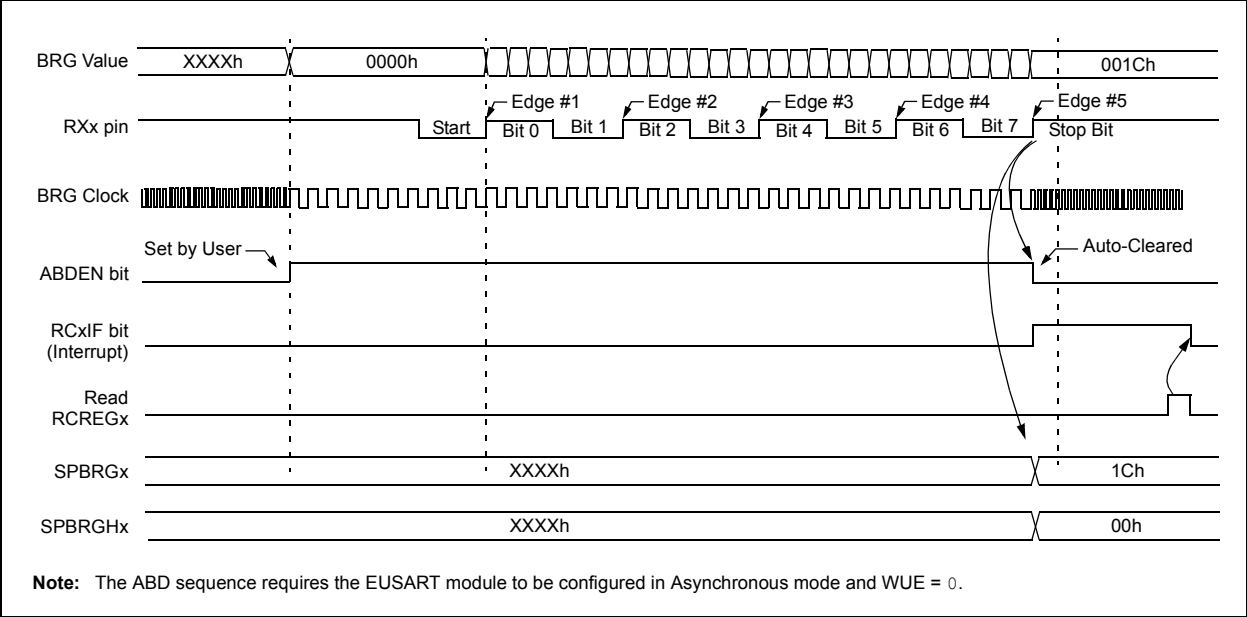 BRG Value XXXXh 0000h 001Ch
Edge #1 Edge #2 Edge #3 Edge #4 Edge #5
RXx pin Start Bit 0 Bit 1 Bit 2 Bit 3 Bit 4 Bit 5 Bit 6 Bit 7 Stop Bit
BRG Clock
Set by User Auto-Cleared
ABDEN bit
RCxIF bit
(Interrupt)
Read
RCREGx
SPBRGx XXXXh 1Ch
SPBRGHx XXXXh 00h
Note: The ABD sequence requires the EUSART module to be configured in Asynchronous mode and WUE = 0.